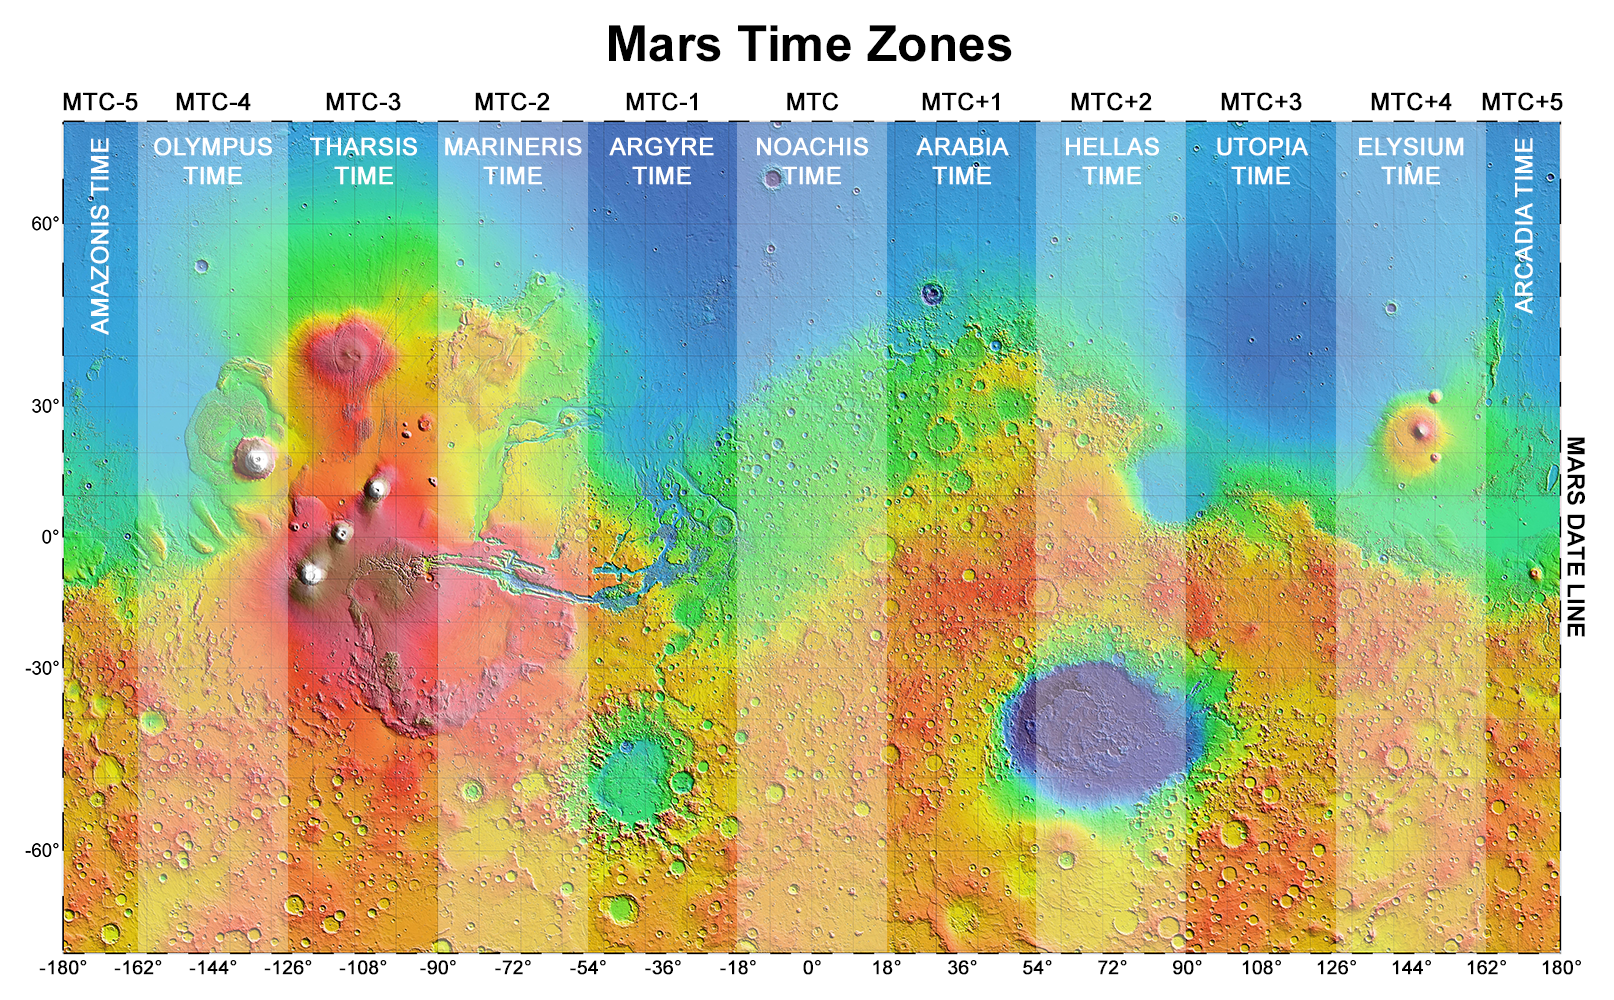 Mars Time Zones
MTC-5 MTC-4 MTC-3 MTC-2 MTC-1 MTC MTC+1 MTC+2 MTC+3 MTC+4 MTC+5
AMAZONIS TIME
OLYMPUS
TIME
THARSIS
TIME
MARINERIS
TIME
ARGYRE
TIME
NOACHIS
TIME
ARABIA
TIME
HELLAS
TIME
UTOPIA
TIME
ELYSIUM
TIME
ARCADIA TIME
60°
30°
0°
-30°
-60°
MARS DATE LINE
-180° -162° -144° -126° -108° -90° -72° -54° -36° -18° 0° 18° 36° 54° 72° 90° 108° 126° 144° 162° 180°